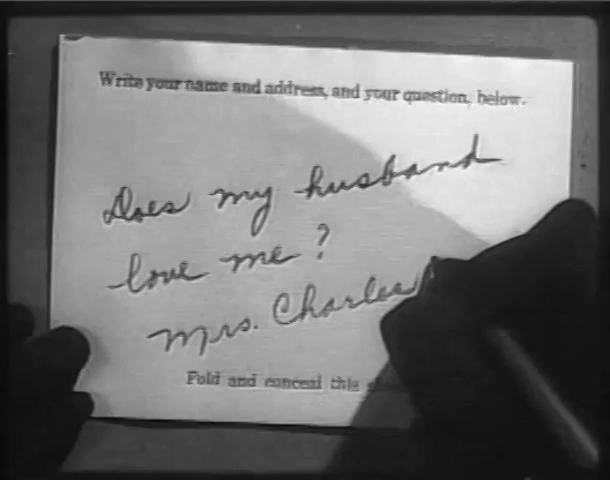 Write your name and address, and your question, below.
Does my husband
love me?
Mrs. Charles
Fold and conceal this